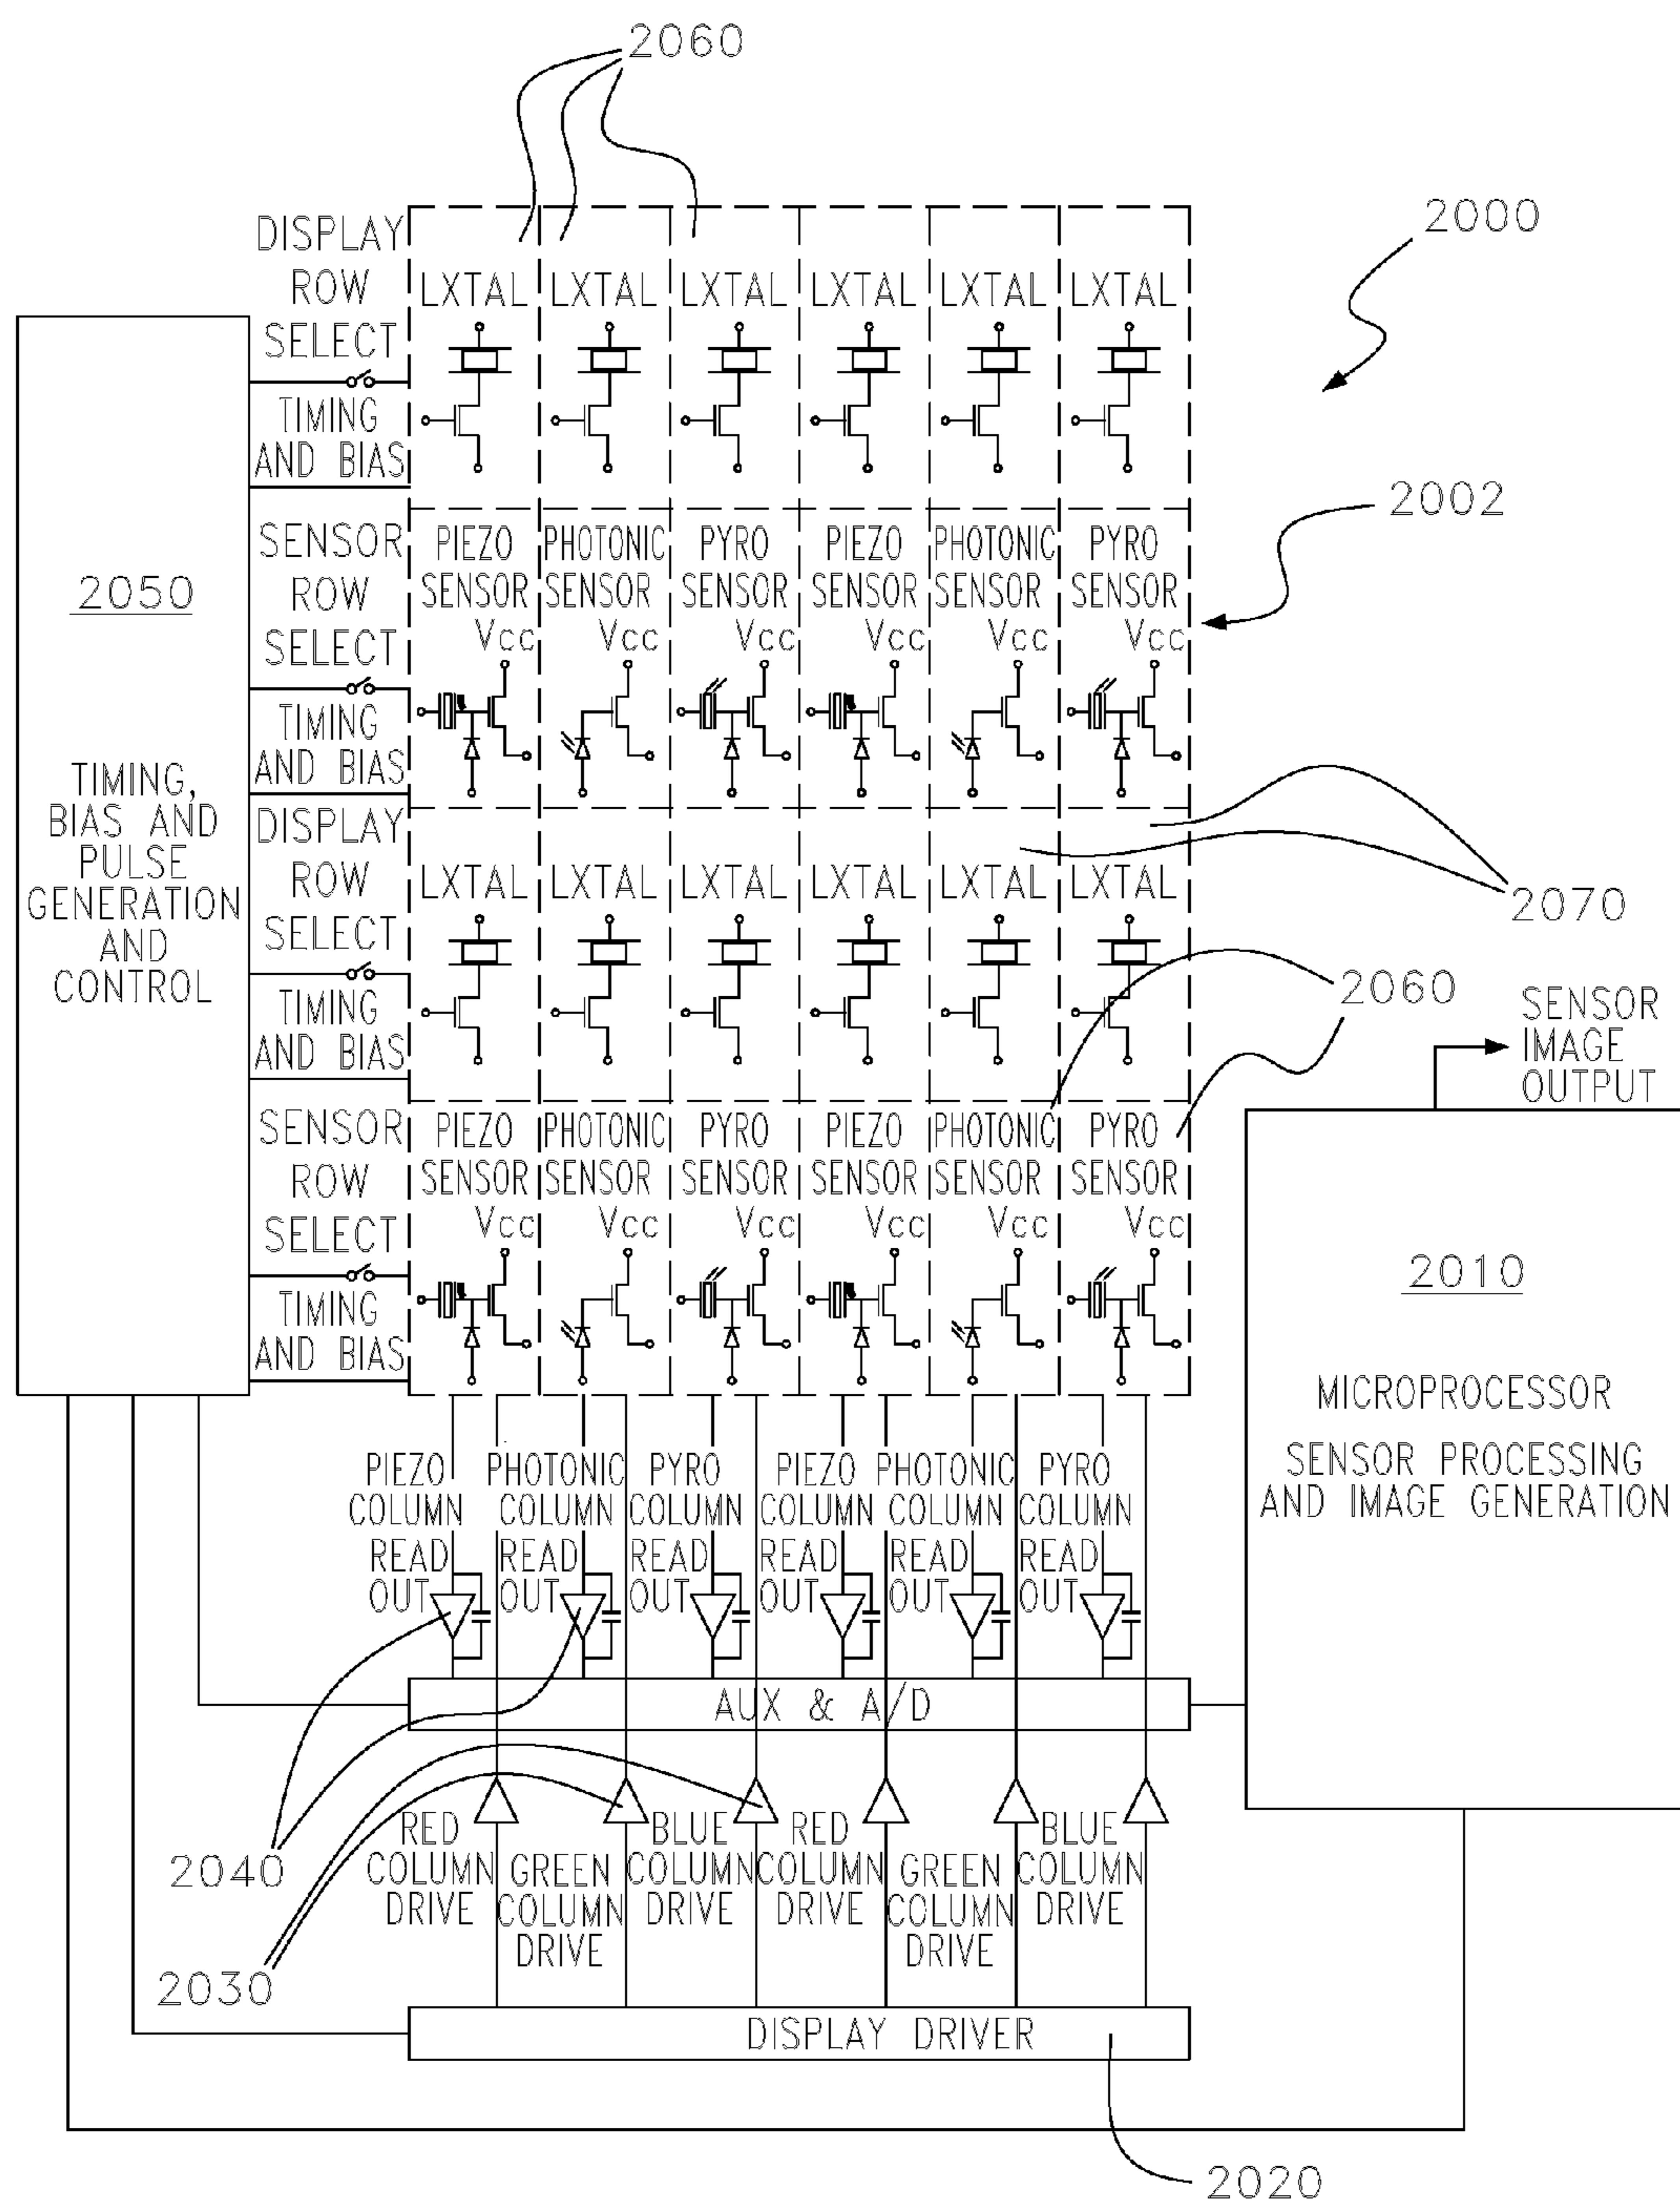 2060
2000
DISPLAY
ROW
SELECT
LXTAL LXTAL LXTAL LXTAL LXTAL LXTAL
TIMING
AND BIAS
2002
SENSOR
ROW
SELECT
PIEZO PHOTONIC PYRO PIEZO PHOTONIC PYRO
SENSOR SENSOR SENSOR SENSOR SENSOR SENSOR
Vcc Vcc Vcc Vcc Vcc Vcc
TIMING
AND BIAS
2050
TIMING,
BIAS AND
PULSE
GENERATION
AND
CONTROL
DISPLAY
ROW
SELECT
LXTAL LXTAL LXTAL LXTAL LXTAL LXTAL
TIMING
AND BIAS
2070
2060
SENSOR
IMAGE
OUTPUT
SENSOR
ROW
SELECT
PIEZO PHOTONIC PYRO PIEZO PHOTONIC PYRO
SENSOR SENSOR SENSOR SENSOR SENSOR SENSOR
Vcc Vcc Vcc Vcc Vcc Vcc
TIMING
AND BIAS
2010
MICROPROCESSOR
SENSOR PROCESSING
AND IMAGE GENERATION
PIEZO PHOTONIC PYRO PIEZO PHOTONIC PYRO
COLUMN COLUMN COLUMN COLUMN COLUMN COLUMN
READ READ READ READ READ READ
OUT OUT OUT OUT OUT OUT
AUX & A/D
2040
RED
COLUMN
DRIVE
GREEN
COLUMN
DRIVE
BLUE
COLUMN
DRIVE
RED
COLUMN
DRIVE
GREEN
COLUMN
DRIVE
BLUE
COLUMN
DRIVE
2030
DISPLAY DRIVER
2020